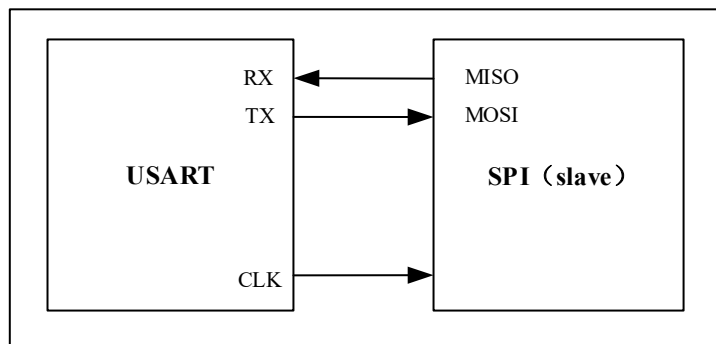 RX
MISO
TX
MOSI
USART
SPI（slave）
CLK